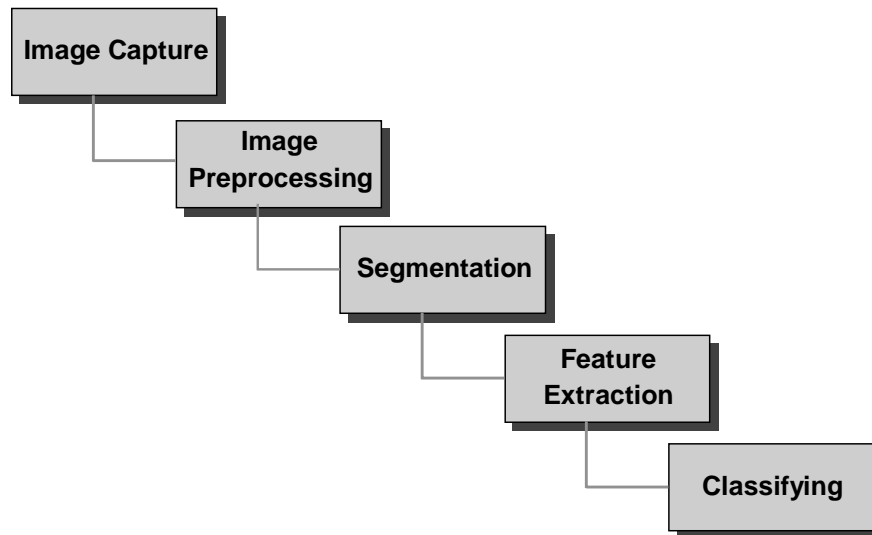 Image Capture
Image
Preprocessing
Segmentation
Feature
Extraction
Classifying